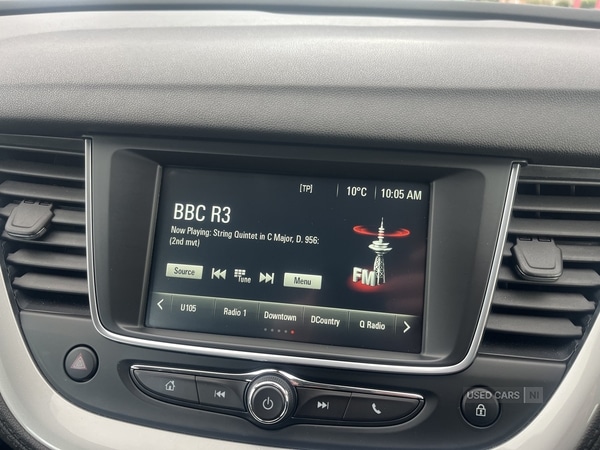 [TP] 10°C 10:05 AM
BBC R3
Now Playing: String Quintet in C Major, D. 956:
(2nd mvt)
Source Tune Menu
FM
U105 Radio 1 Downtown DCountry Q Radio
USED CARS NI